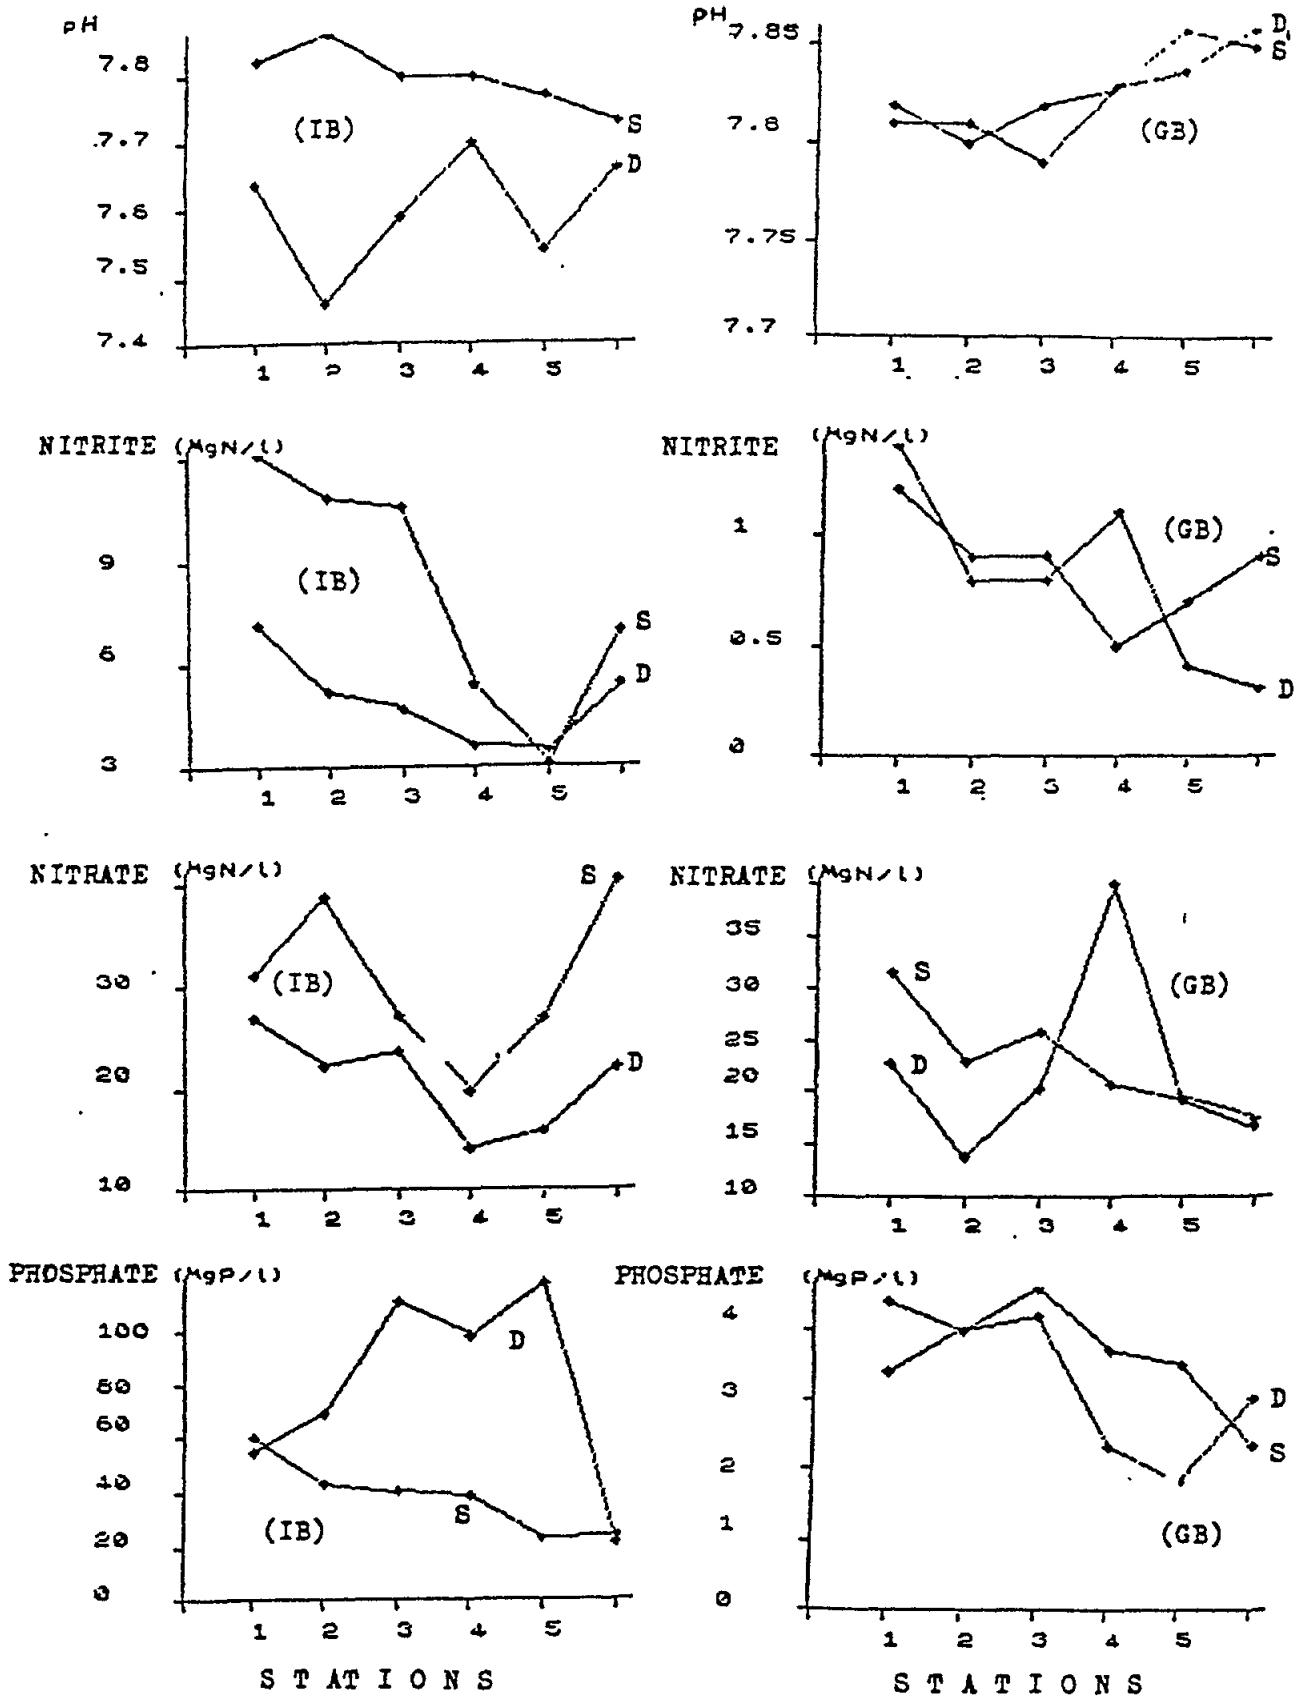 pH
7.8
7.7
7.6
7.5
7.4
(IB)
S
D
1 2 3 4 5
pH
7.85
7.8
7.75
7.7
D
S
(GB)
1 2 3 4 5
NITRITE (MgN/l)
9
6
3
(IB)
S
D
1 2 3 4 5
NITRITE (MgN/l)
1
0.5
0
(GB)
S
D
1 2 3 4 5
NITRATE (MgN/l)
30
20
10
S
(IB)
D
1 2 3 4 5
NITRATE (MgN/l)
35
30
25
20
15
10
S
D
(GB)
1 2 3 4 5
PHOSPHATE (MgP/l)
100
80
60
40
20
0
D
S
(IB)
1 2 3 4 5
STATIONS
PHOSPHATE (MgP/l)
4
3
2
1
0
D
S
(GB)
1 2 3 4 5
STATIONS